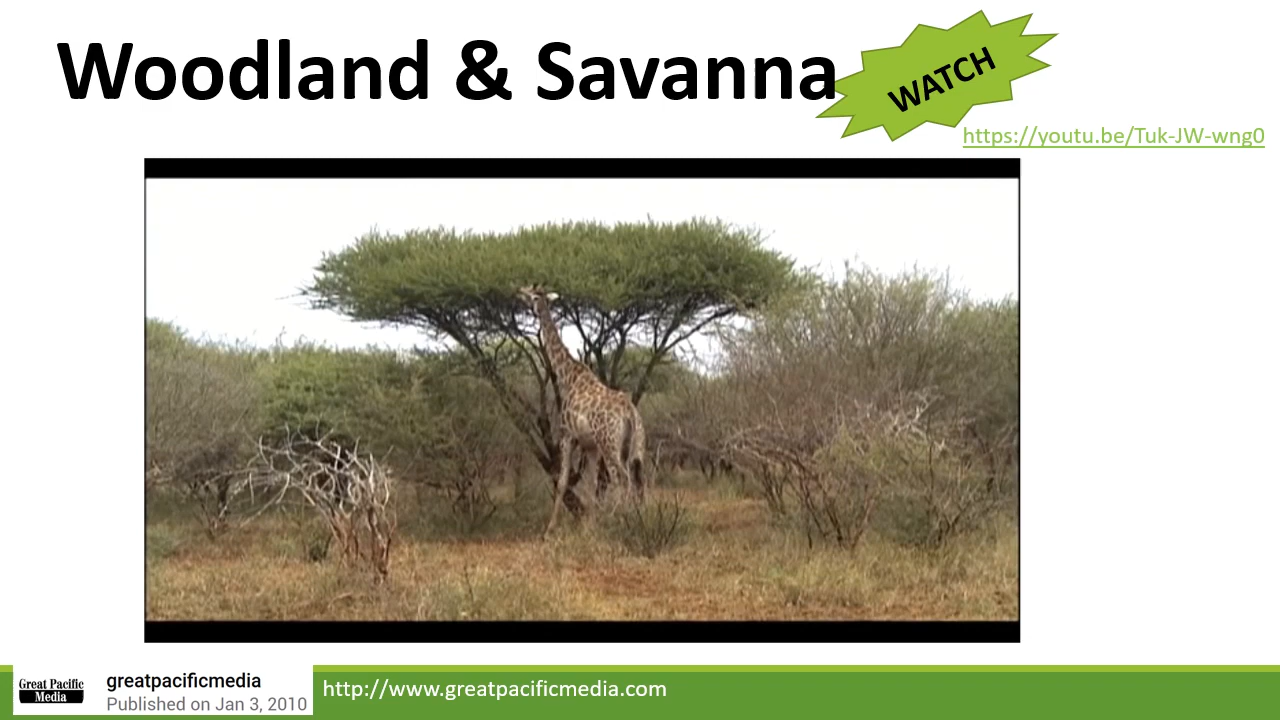 Woodland & Savanna
WATCH
https://youtu.be/Tuk-JW-wng0
Great Pacific
Media
greatpacificmedia
Published on Jan 3, 2010
http://www.greatpacificmedia.com